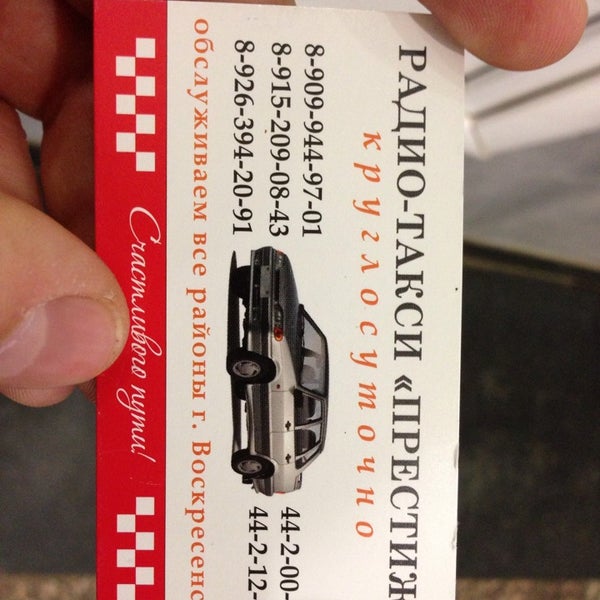 РАДИО-ТАКСИ «ПРЕСТИЖ
круглосуточно
8-909-944-97-01
8-915-209-08-43 44-2-00-
8-926-394-20-91 44-2-12-
обслуживаем все районы г. Воскресенс
Счастливого пути!